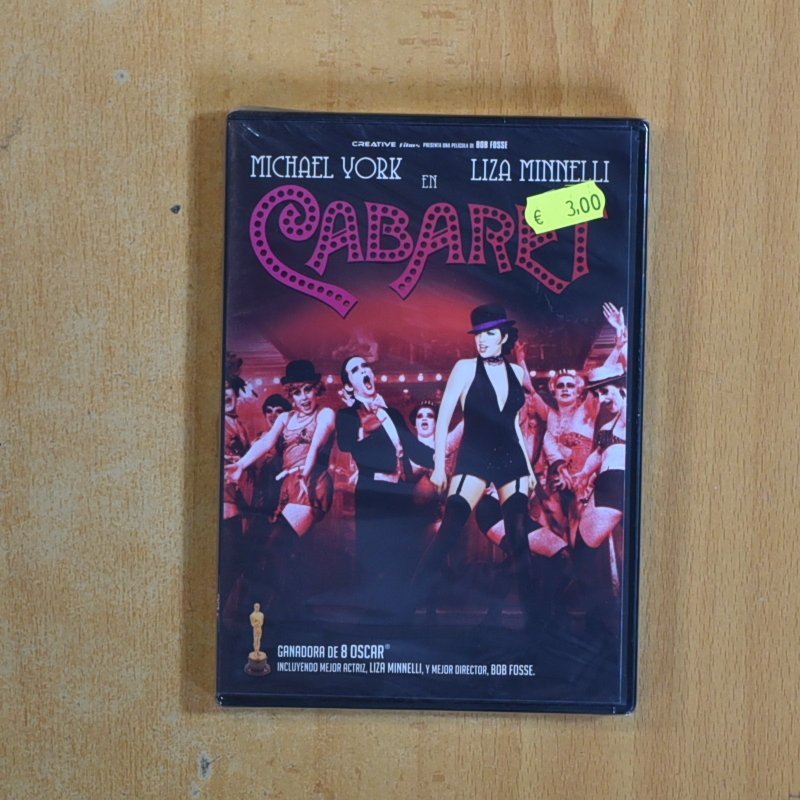 CREATIVE films PRESENTA UNA PELÍCULA DE BOB FOSSE
MICHAEL YORK EN LIZA MINNELLI
CABARET
€ 3,00
GANADORA DE 8 OSCAR®
INCLUYENDO MEJOR ACTRIZ, LIZA MINNELLI, Y MEJOR DIRECTOR, BOB FOSSE.